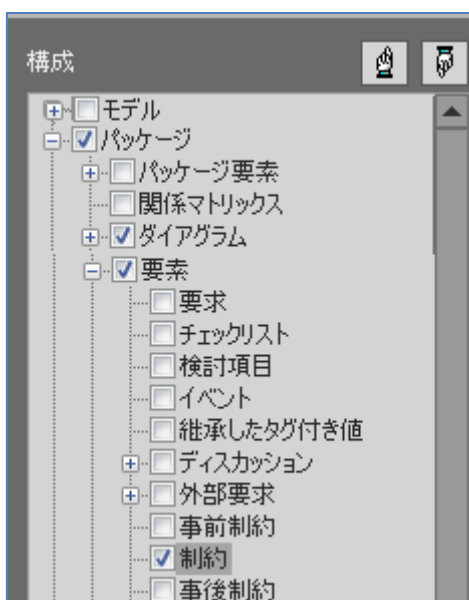 構成
モデル
パッケージ
パッケージ要素
関係マトリックス
ダイアグラム
要素
要求
チェックリスト
検討項目
イベント
継承したタグ付き値
ディスカッション
外部要求
事前制約
制約
事後制約